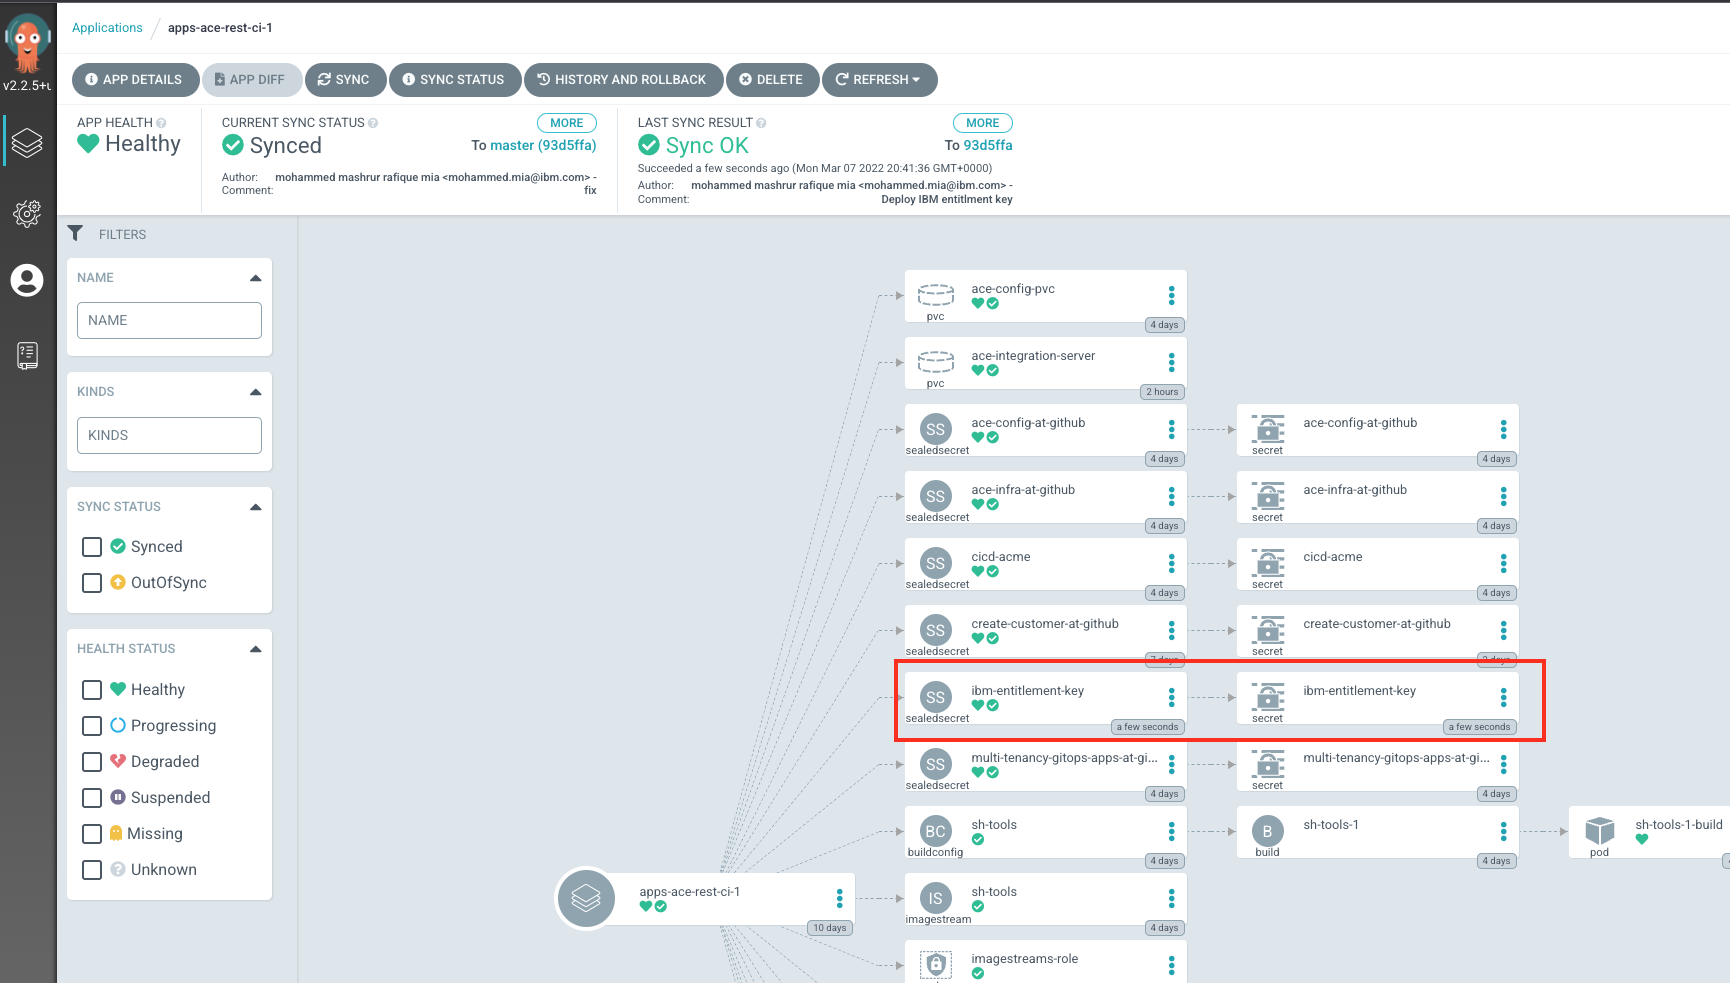 Applications / apps-ace-rest-ci-1
v2.2.5+u
APP DETAILS
APP DIFF
SYNC
SYNC STATUS
HISTORY AND ROLLBACK
DELETE
REFRESH
APP HEALTH
Healthy
CURRENT SYNC STATUS
MORE
Synced
To master (93d5ffa)
Author: mohammed mashrur rafique mia <mohammed.mia@ibm.com> -
Comment: fix
LAST SYNC RESULT
MORE
Sync OK
To 93d5ffa
Succeeded a few seconds ago (Mon Mar 07 2022 20:41:36 GMT+0000)
Author: mohammed mashrur rafique mia <mohammed.mia@ibm.com> -
Comment: Deploy IBM entitlment key
FILTERS
NAME
NAME
KINDS
KINDS
SYNC STATUS
Synced
OutOfSync
HEALTH STATUS
Healthy
Progressing
Degraded
Suspended
Missing
Unknown
apps-ace-rest-ci-1
10 days
ace-config-pvc
pvc
4 days
ace-integration-server
pvc
2 hours
SS
ace-config-at-github
sealedsecret
4 days
ace-config-at-github
secret
4 days
SS
ace-infra-at-github
sealedsecret
4 days
ace-infra-at-github
secret
4 days
SS
cicd-acme
sealedsecret
4 days
cicd-acme
secret
4 days
SS
create-customer-at-github
sealedsecret
create-customer-at-github
secret
SS
ibm-entitlement-key
sealedsecret
a few seconds
ibm-entitlement-key
secret
a few seconds
SS
multi-tenancy-gitops-apps-at-gi...
sealedsecret
4 days
multi-tenancy-gitops-apps-at-gi...
secret
4 days
BC
sh-tools
buildconfig
4 days
B
sh-tools-1
build
4 days
sh-tools-1-build
pod
IS
sh-tools
imagestream
4 days
imagestreams-role